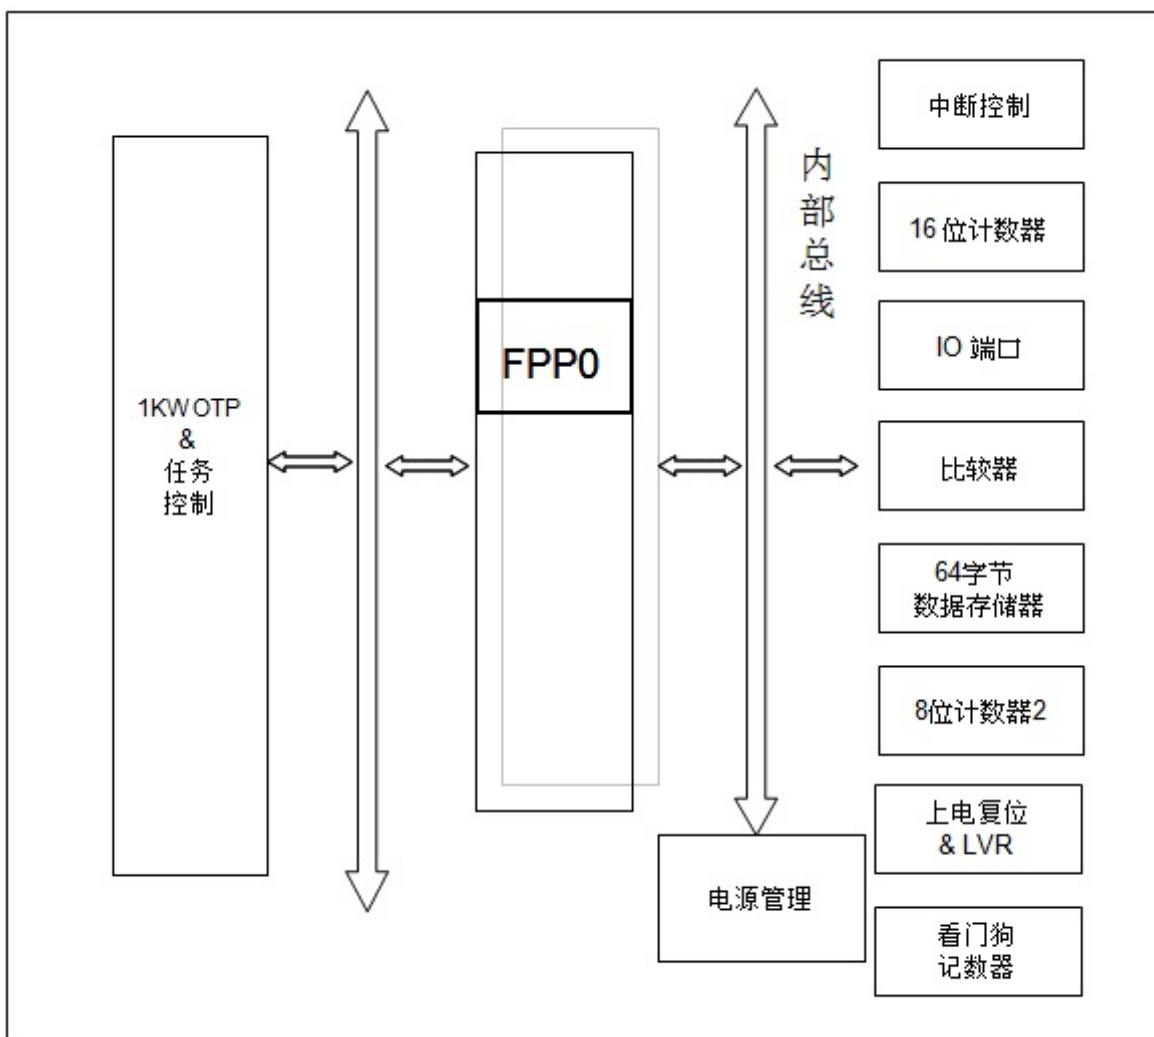 1KW OTP
&
任务
控制
FPP0
内
部
总
线
中断控制
16 位计数器
IO 端口
比较器
64字节
数据存储器
8位计数器2
上电复位
& LVR
电源管理
看门狗
记数器